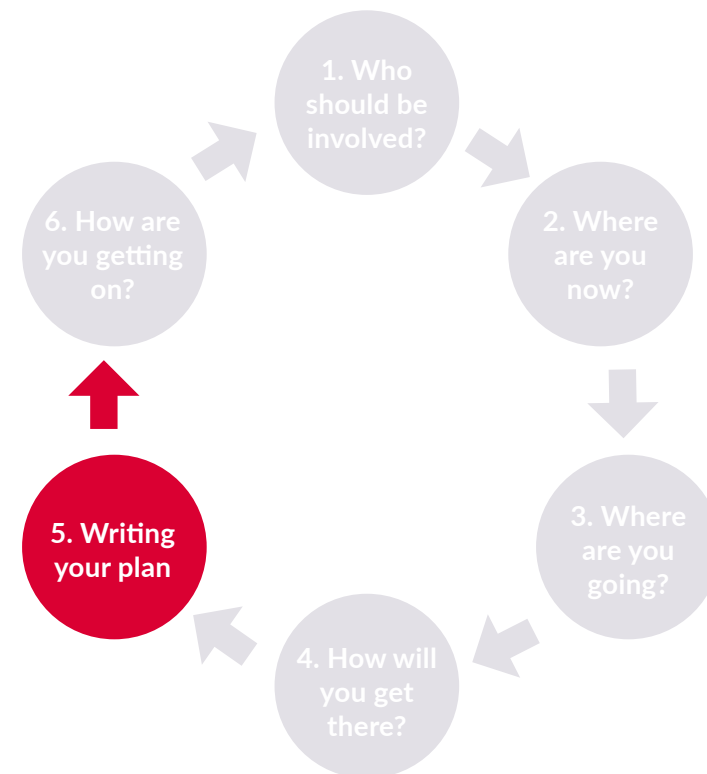 1. Who
should be
involved?
2. Where
are you
now?
3. Where
are you
going?
4. How will
you get
there?
5. Writing
your plan
6. How are
you getting
on?